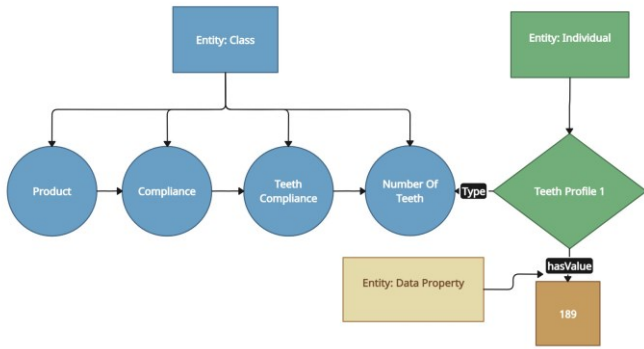 Entity: Class
Entity: Individual
Product
Compliance
Teeth
Compliance
Number Of
Teeth
Type
Teeth Profile 1
hasValue
Entity: Data Property
189